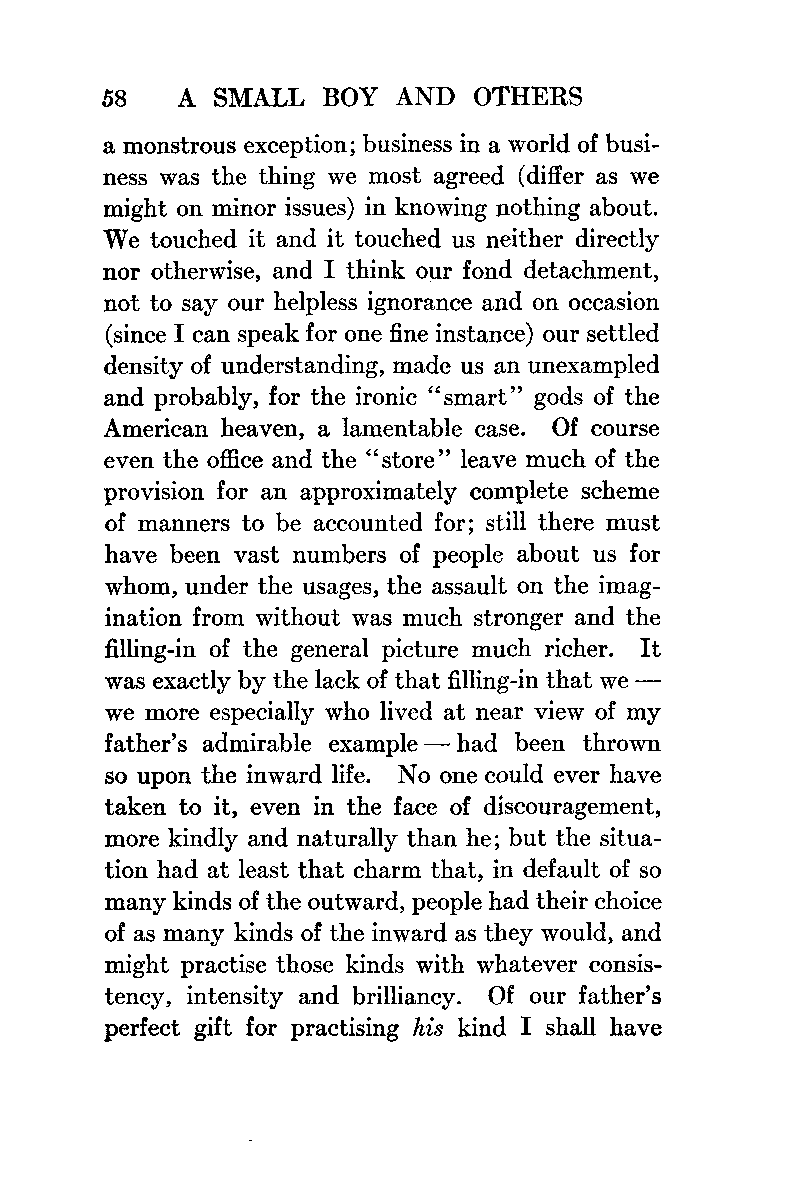 58 A SMALL BOY AND OTHERS
a monstrous exception; business in a world of busi-
ness was the thing we most agreed (differ as we
might on minor issues) in knowing nothing about.
We touched it and it touched us neither directly
nor otherwise, and I think our fond detachment,
not to say our helpless ignorance and on occasion
(since I can speak for one fine instance) our settled
density of understanding, made us an unexampled
and probably, for the ironic “smart” gods of the
American heaven, a lamentable case. Of course
even the office and the “store” leave much of the
provision for an approximately complete scheme
of manners to be accounted for; still there must
have been vast numbers of people about us for
whom, under the usages, the assault on the imag-
ination from without was much stronger and the
filling-in of the general picture much richer. It
was exactly by the lack of that filling-in that we —
we more especially who lived at near view of my
father’s admirable example — had been thrown
so upon the inward life. No one could ever have
taken to it, even in the face of discouragement,
more kindly and naturally than he; but the situa-
tion had at least that charm that, in default of so
many kinds of the outward, people had their choice
of as many kinds of the inward as they would, and
might practise those kinds with whatever consis-
tency, intensity and brilliancy. Of our father’s
perfect gift for practising his kind I shall have